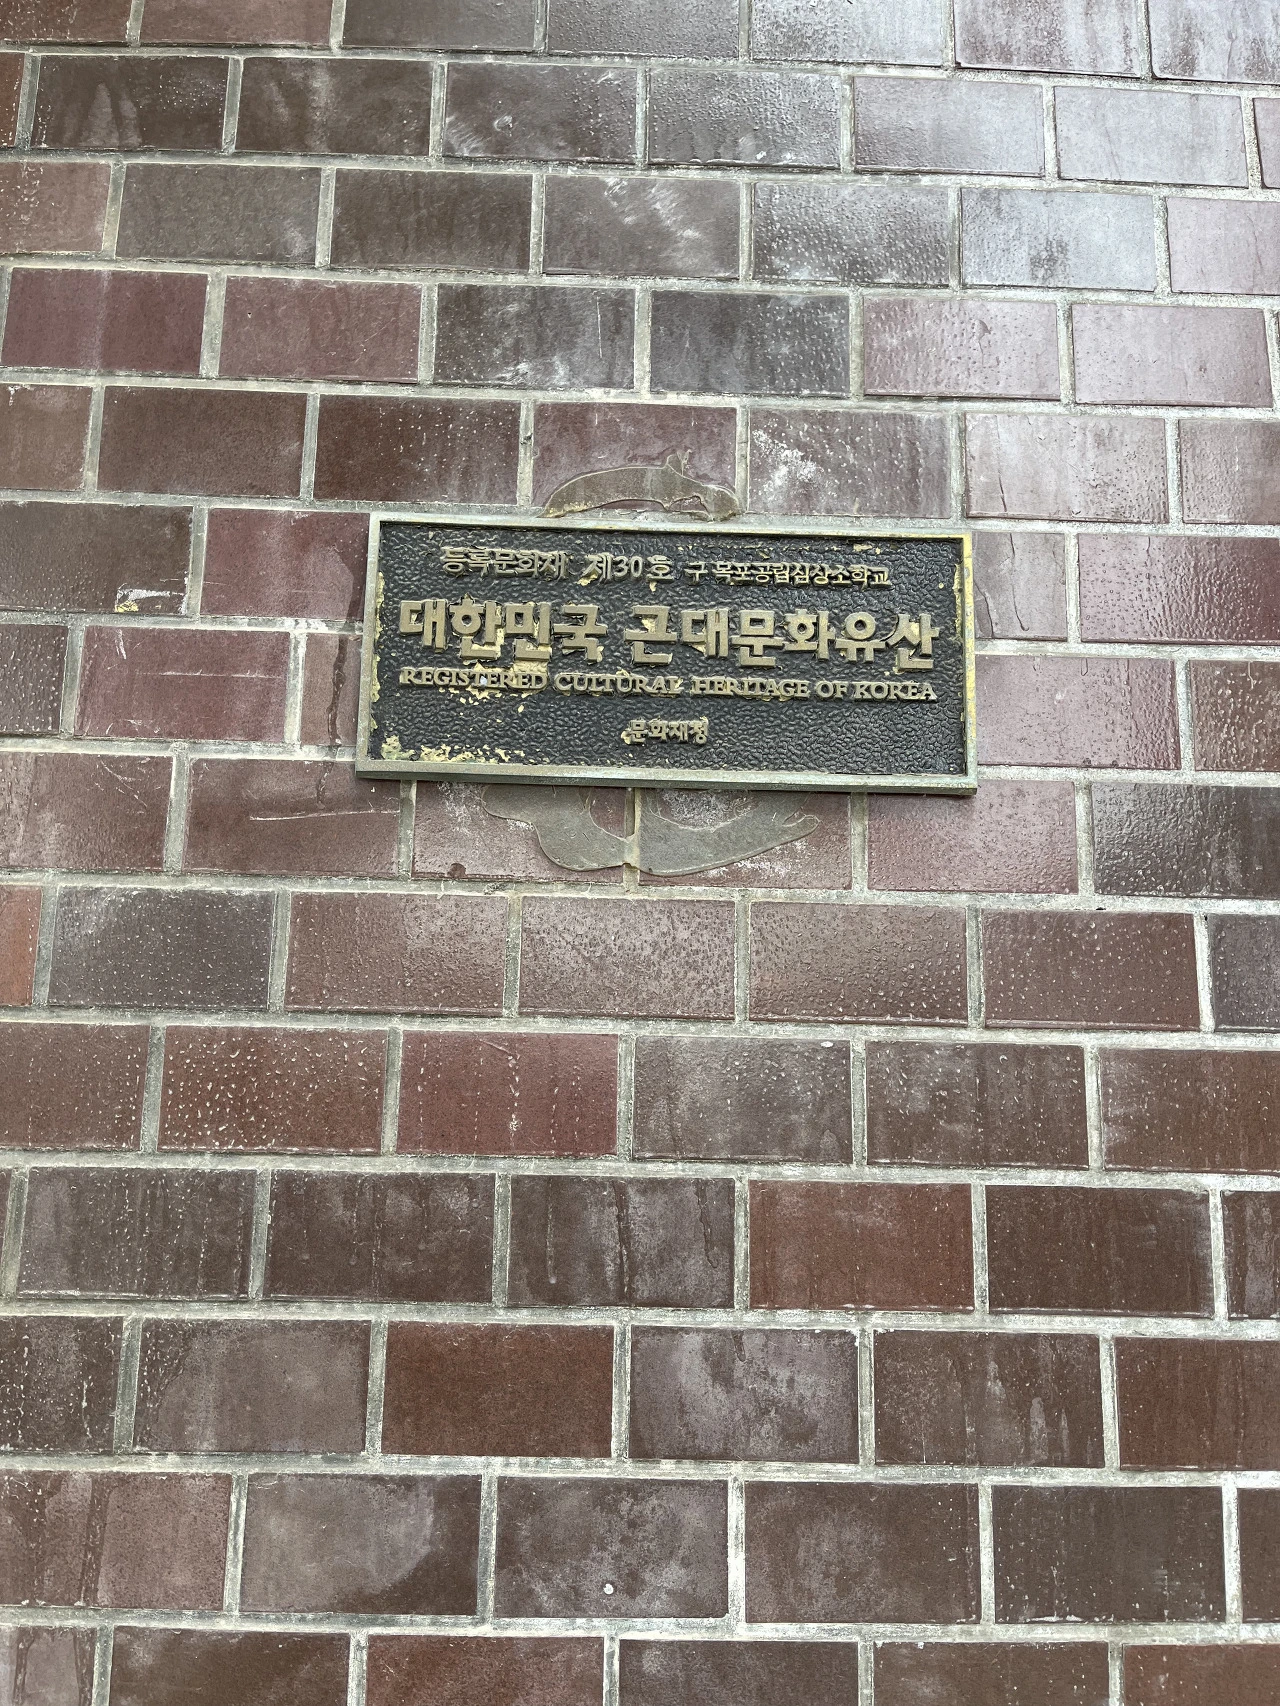 등록문화재 제30호 구 목포공립심상소학교
대한민국 근대문화유산
REGISTERED CULTURAL HERITAGE OF KOREA
문화재청